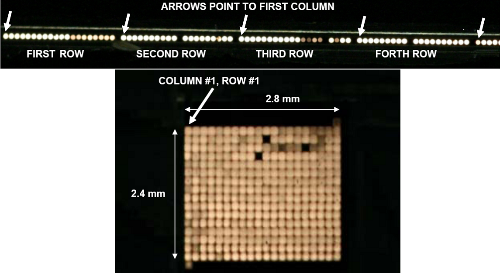 ARROWS POINT TO FIRST COLUMN
FIRST ROW SECOND ROW THIRD ROW FORTH ROW
COLUMN #1, ROW #1
2.8 mm
2.4 mm